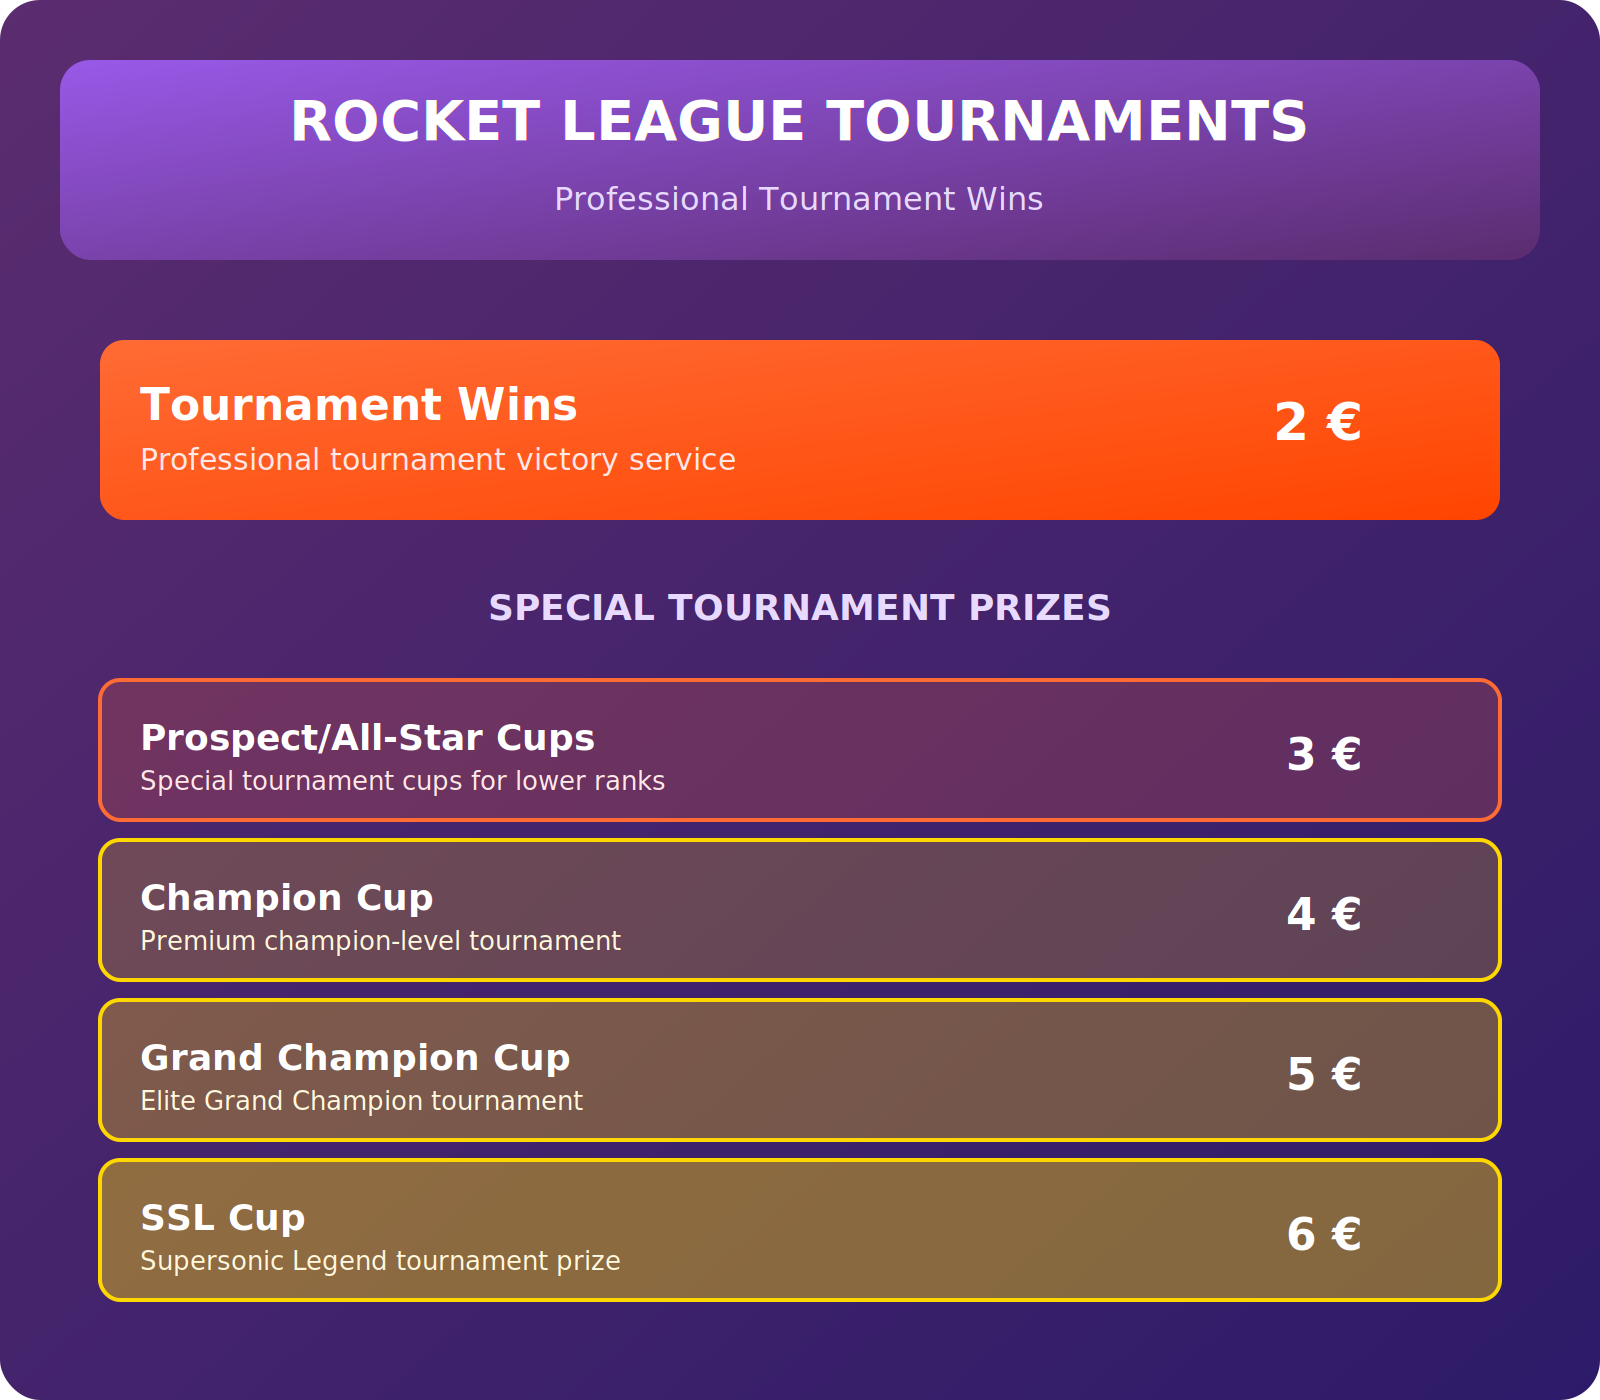 ROCKET LEAGUE TOURNAMENTS
Professional Tournament Wins
Tournament Wins
2 €
Professional tournament victory service
SPECIAL TOURNAMENT PRIZES
Prospect/All-Star Cups
3 €
Special tournament cups for lower ranks
Champion Cup
4 €
Premium champion-level tournament
Grand Champion Cup
5 €
Elite Grand Champion tournament
SSL Cup
6 €
Supersonic Legend tournament prize